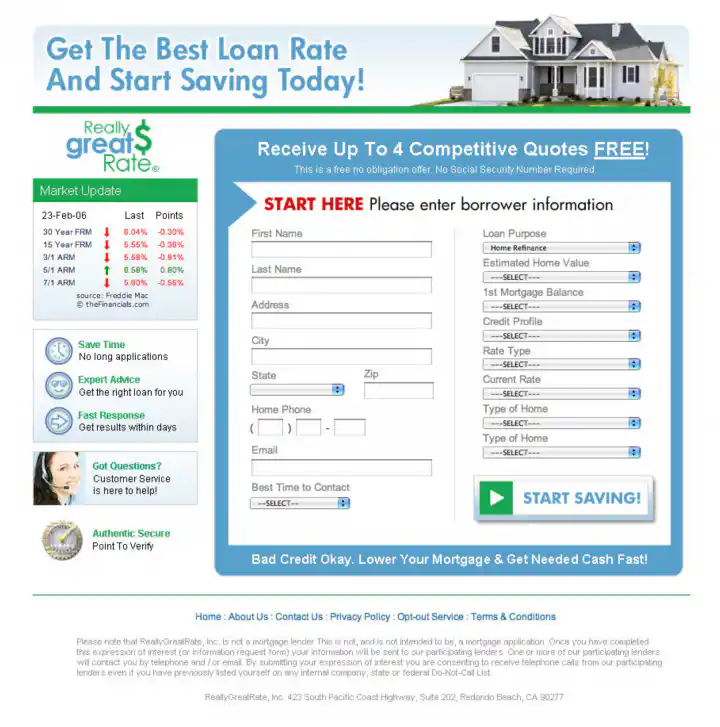 Get The Best Loan Rate
And Start Saving Today!
Really
great$
Rate®
Market Update
23-Feb-06 Last Points
30 Year FRM 6.04% -0.30%
15 Year FRM 5.55% -0.36%
3/1 ARM 5.58% -0.81%
5/1 ARM 6.58% 0.80%
7/1 ARM 5.80% -0.56%
source: Freddie Mac
© theFinancials.com
Save Time
No long applications
Expert Advice
Get the right loan for you
Fast Response
Get results within days
Got Questions?
Customer Service
is here to help!
Authentic Secure
Point To Verify
Receive Up To 4 Competitive Quotes FREE!
This is a free no obligation offer. No Social Security Number Required
START HERE Please enter borrower information
First Name
Last Name
Address
City
State Zip
Home Phone
( ) -
Email
Best Time to Contact
---SELECT---
Loan Purpose
Home Refinance
Estimated Home Value
---SELECT---
1st Mortgage Balance
---SELECT---
Credit Profile
---SELECT---
Rate Type
---SELECT---
Current Rate
---SELECT---
Type of Home
---SELECT---
Type of Home
---SELECT---
START SAVING!
Bad Credit Okay. Lower Your Mortgage & Get Needed Cash Fast!
Home : About Us : Contact Us : Privacy Policy : Opt-out Service : Terms & Conditions
Please note that ReallyGreatRate, Inc. is not a mortgage lender This is not, and is not intended to be, a mortgage application. Once you have completed
this expression of interest (or information request form) your information will be sent to our participating lenders. One or more of our participating lenders
will contact you by telephone and / or email. By submitting your expression of interest you are consenting to receive telephone calls from our participating
lenders even if you have previously listed yourself on any internal company, state or federal Do-Not-Call List.
ReallyGreatRate, Inc. 423 South Pacific Coast Highway, Suite 202, Redondo Beach, CA 90277